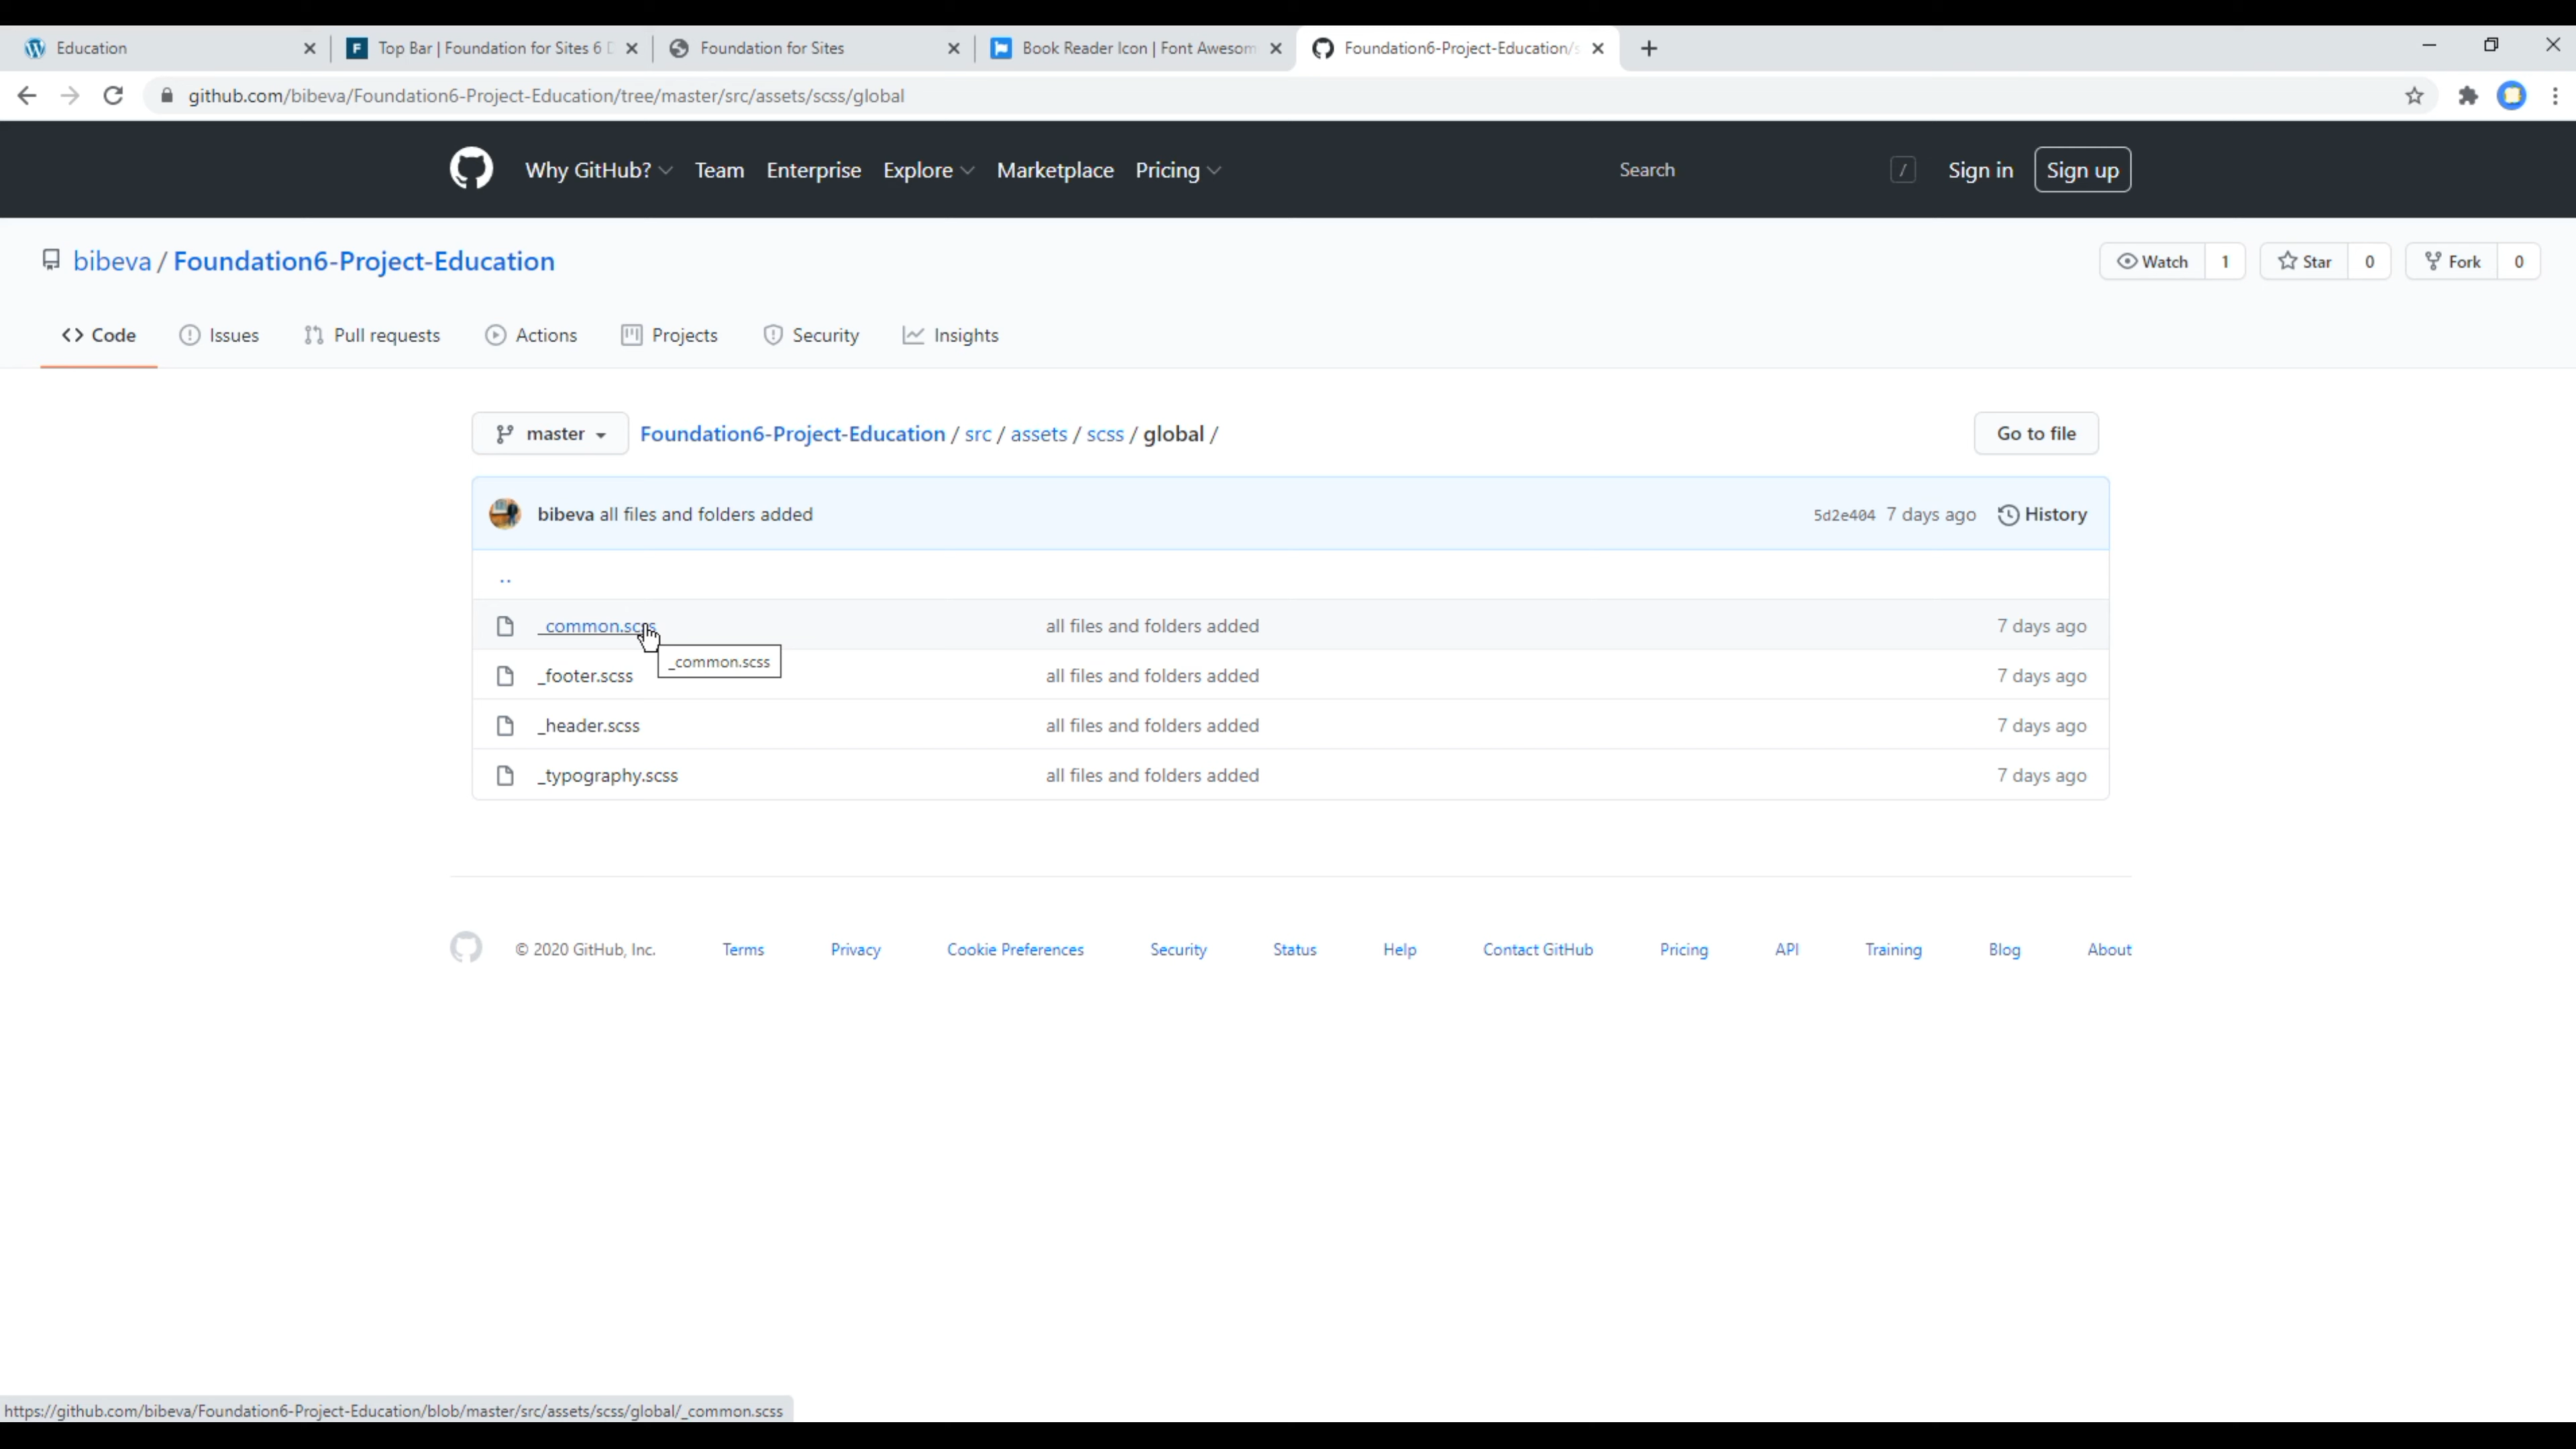 Education
Top Bar | Foundation for Sites 6 D
Foundation for Sites
Book Reader Icon | Font Awesom
Foundation6-Project-Education/s
github.com/bibeva/Foundation6-Project-Education/tree/master/src/assets/scss/global
Why GitHub? Team Enterprise Explore Marketplace Pricing Search / Sign in Sign up
bibeva / Foundation6-Project-Education Watch 1 Star 0 Fork 0
Code Issues Pull requests Actions Projects Security Insights
master Foundation6-Project-Education / src / assets / scss / global / Go to file
bibeva all files and folders added 5d2e404 7 days ago History
..
_common.scss all files and folders added 7 days ago
_common.scss
_footer.scss all files and folders added 7 days ago
_header.scss all files and folders added 7 days ago
_typography.scss all files and folders added 7 days ago
© 2020 GitHub, Inc. Terms Privacy Cookie Preferences Security Status Help Contact GitHub Pricing API Training Blog About
https://github.com/bibeva/Foundation6-Project-Education/blob/master/src/assets/scss/global/_common.scss